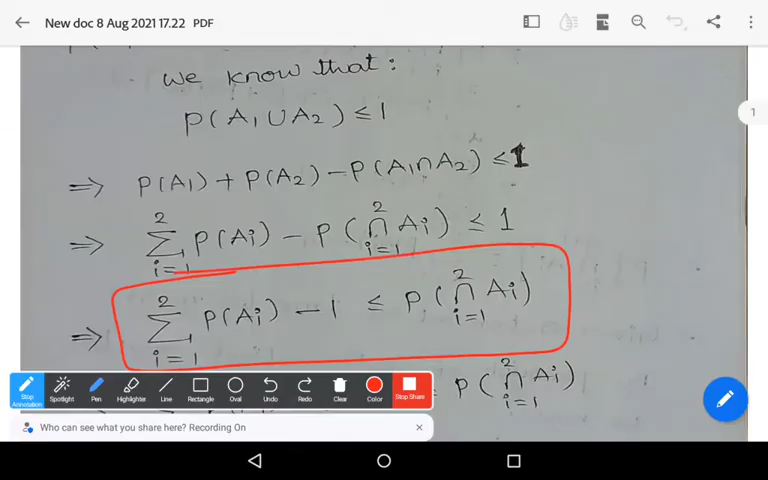 New doc 8 Aug 2021 17.22 PDF
we know that:
P(A₁ ∪ A₂) ≤ 1
1
⇒ P(A₁) + P(A₂) - P(A₁∩A₂) ≤ 1
⇒ ∑_{i=1}^{2} P(Ai) - P(∩_{i=1}^{2} Ai) ≤ 1
⇒ ∑_{i=1}^{2} P(Ai) - 1 ≤ P(∩_{i=1}^{2} Ai)
P(∩_{i=1}^{2} Ai)
Stop Annotation Spotlight Pen Highlighter Line Rectangle Oval Undo Redo Clear Color Stop Share
Who can see what you share here? Recording On